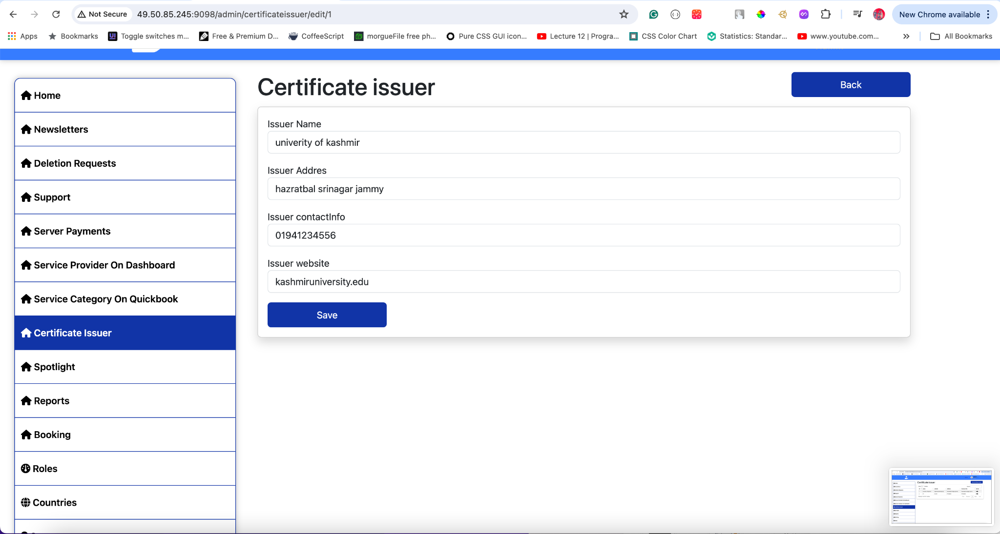 Not Secure
49.50.85.245:9098/admin/certificateissuer/edit/1
New Chrome available
Apps
Bookmarks
Toggle switches m...
Free & Premium D...
CoffeeScript
morgueFile free ph...
Pure CSS GUI icon...
Lecture 12 | Progra...
CSS Color Chart
Statistics: Standar...
www.youtube.com...
All Bookmarks
Home
Newsletters
Deletion Requests
Support
Server Payments
Service Provider On Dashboard
Service Category On Quickbook
Certificate Issuer
Spotlight
Reports
Booking
Roles
Countries
Certificate issuer
Back
Issuer Name
univerity of kashmir
Issuer Addres
hazratbal srinagar jammy
Issuer contactInfo
01941234556
Issuer website
kashmiruniversity.edu
Save
Certificate issuer